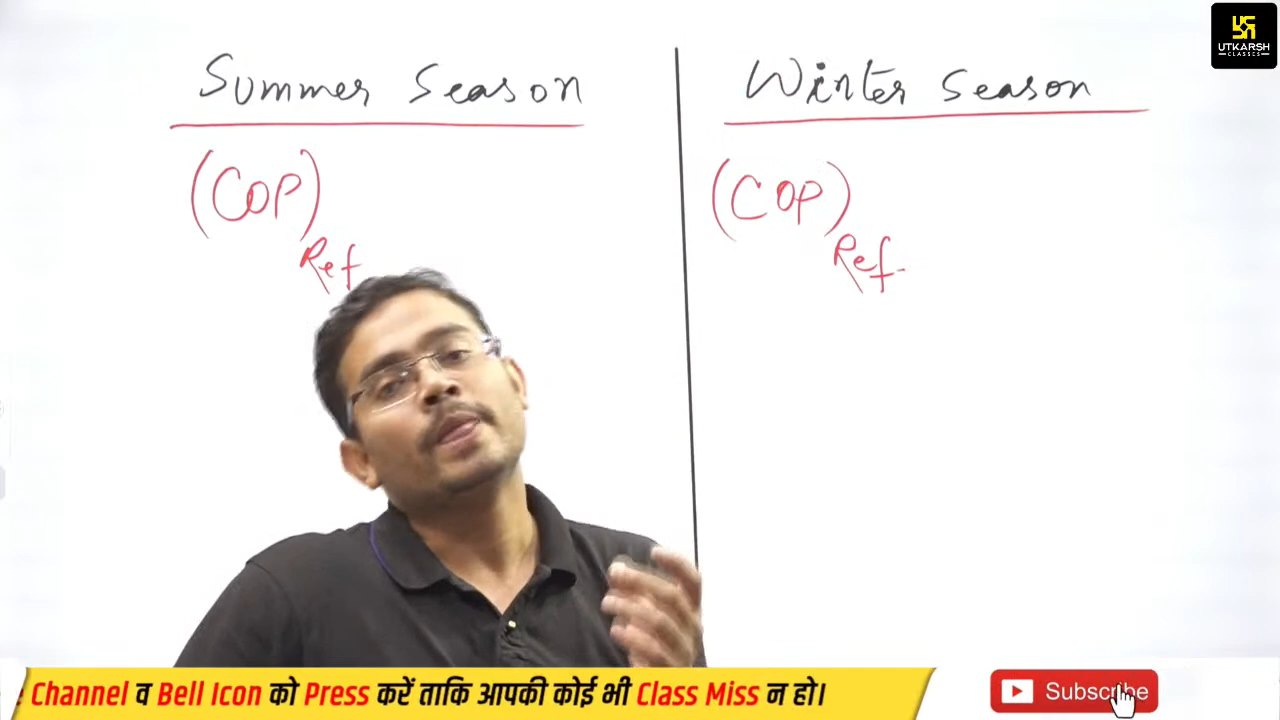 UTKARSH
CLASSES
Summer Season
Winter Season
(COP)Ref
(COP)Ref.
Channel व Bell Icon को Press करें ताकि आपकी कोई भी Class Miss न हो।
Subscribe